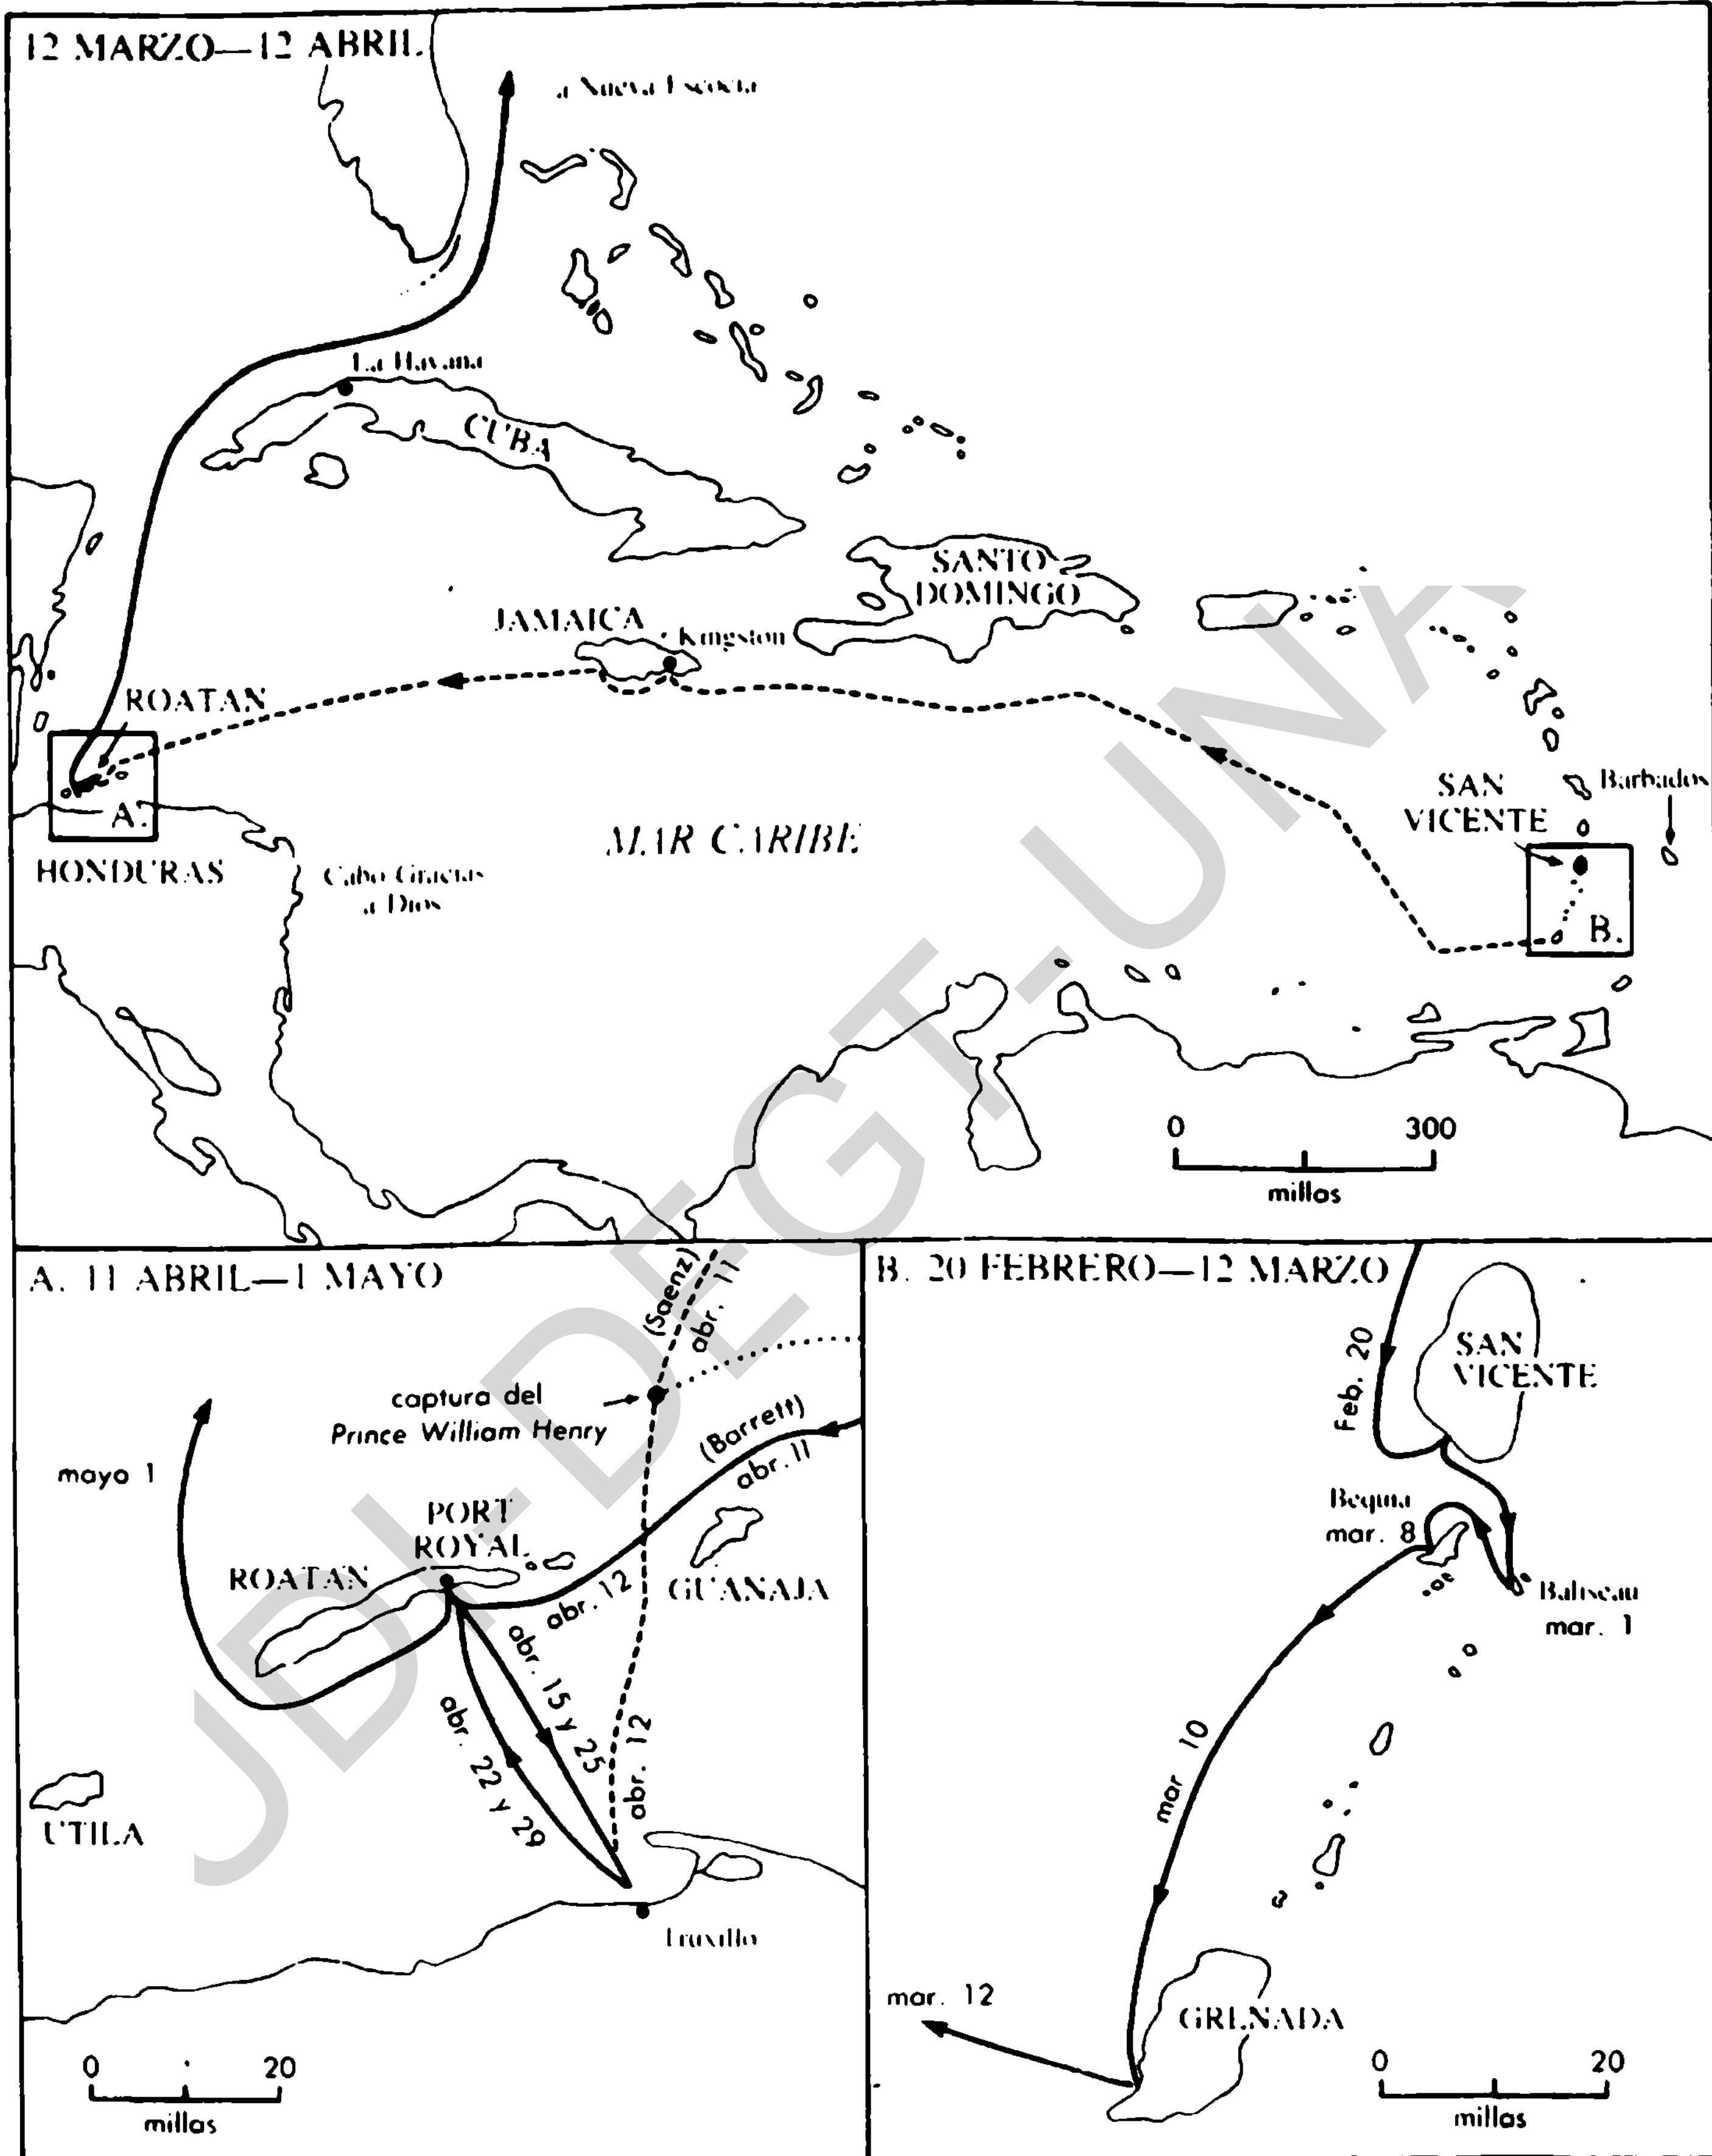 12 MARZO—12 ABRIL
a Nueva Escocia
La Havana
CUBA
SANTO
DOMINGO
JAMAICA
Kingston
ROATAN
A.
HONDURAS
Cabo Gracias
a Dios
MAR CARIBE
SAN
VICENTE
Barbados
B.
0 300
millas
A. 11 ABRIL—1 MAYO
(Saenz)
abr. 11
captura del
Prince William Henry
(Barrett)
abr. 11
mayo 1
PORT
ROYAL
ROATAN
GUANAJA
abr. 12
abr. 15 y 25
abr. 22 y 29
abr. 12
UTILA
Truxillo
0 20
millas
B. 20 FEBRERO—12 MARZO
Feb. 20
SAN
VICENTE
Bequia
mar. 8
Baliseau
mar. 1
mar 10
mar. 12
GRENADA
0 20
millas
UDI-DEGT-UNA